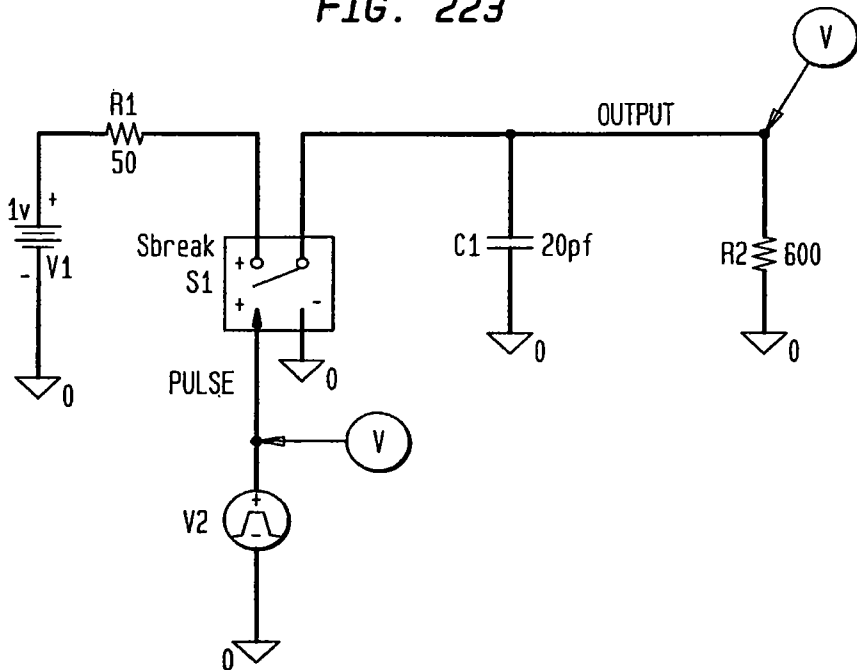 FIG. 223
V
R1
OUTPUT
50
1v +
- V1
Sbreak
S1
+
+ -
C1 20pf
R2 600
0
0
0
0
PULSE
V
V2
+
-
0